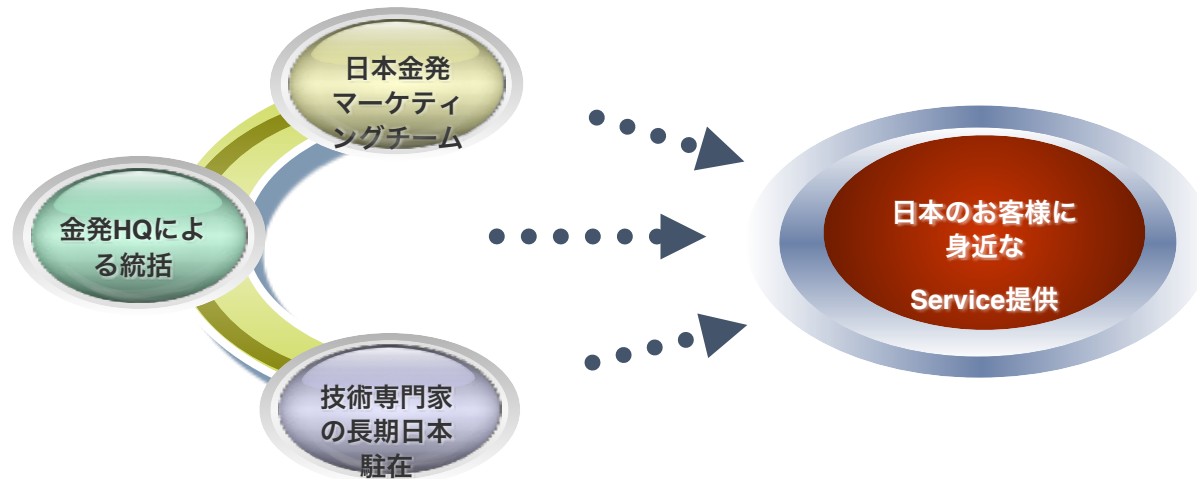 日本金発
マーケティ
ングチーム
金発HQによ
る統括
技術専門家
の長期日本
駐在
日本のお客様に
身近な
Service提供